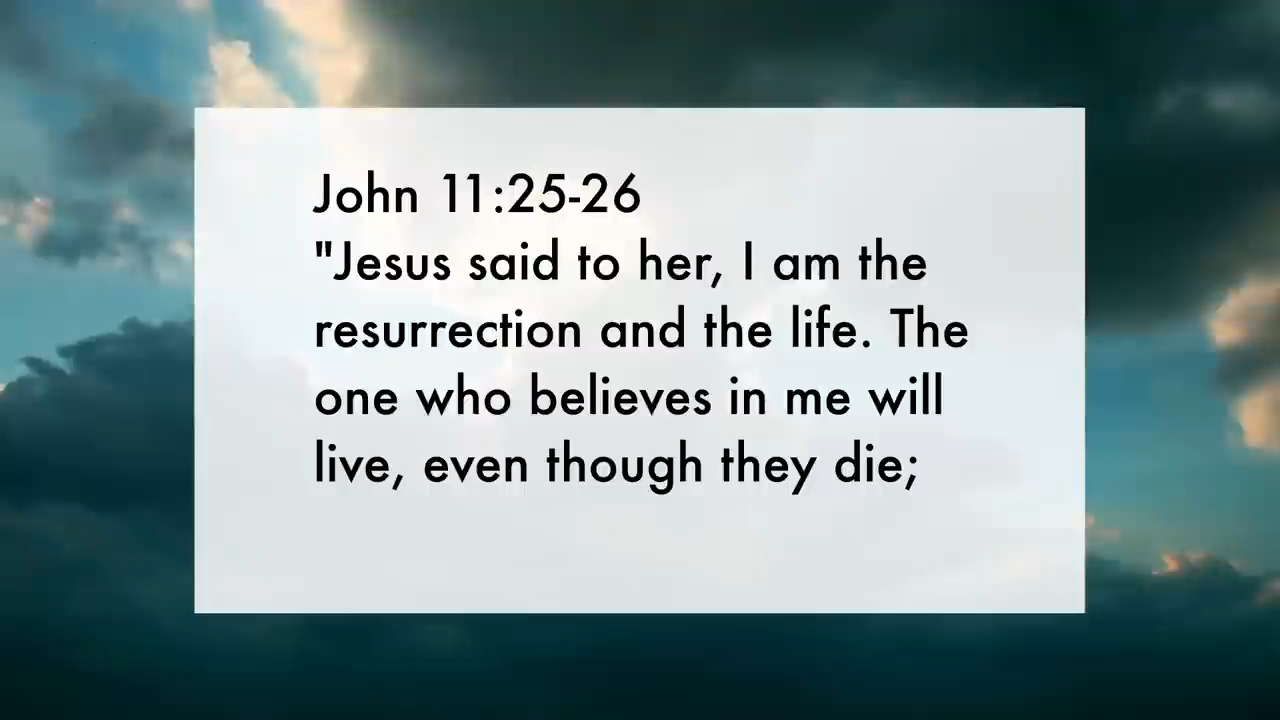 John 11:25-26
"Jesus said to her, I am the
resurrection and the life. The
one who believes in me will
live, even though they die;